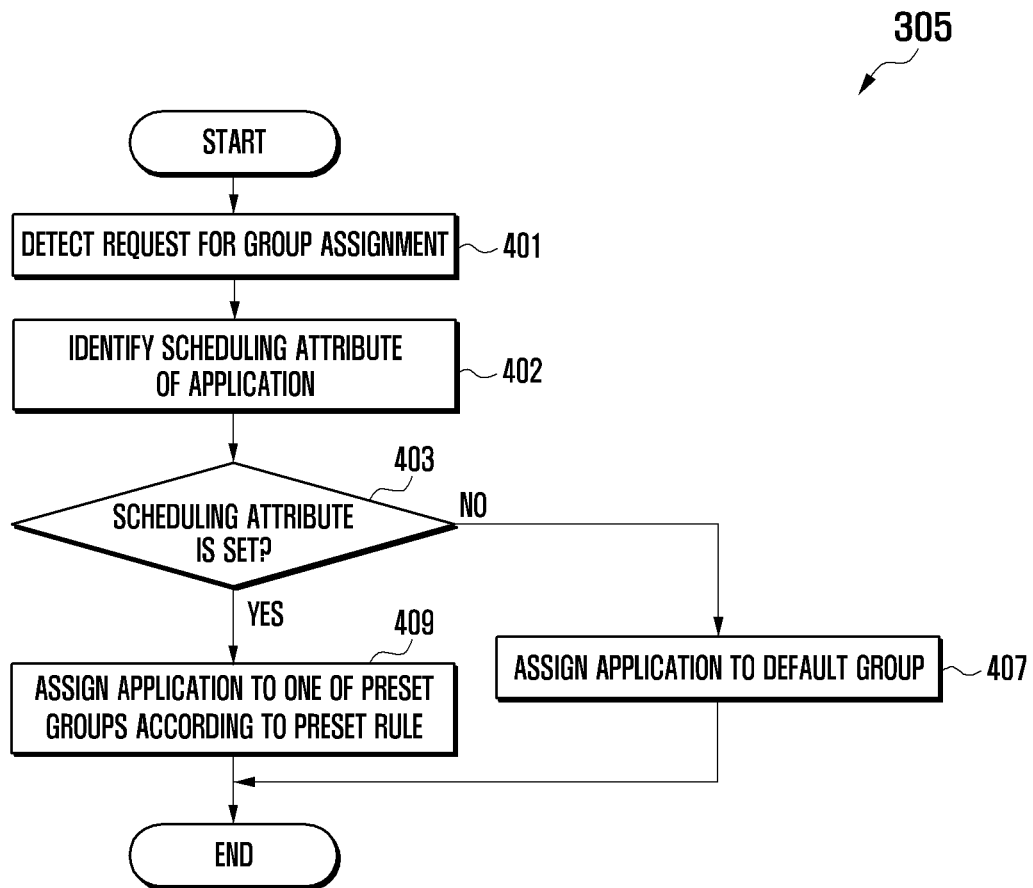 305
START
DETECT REQUEST FOR GROUP ASSIGNMENT
401
IDENTIFY SCHEDULING ATTRIBUTE
OF APPLICATION
402
403
SCHEDULING ATTRIBUTE
IS SET?
NO
YES
409
ASSIGN APPLICATION TO ONE OF PRESET
GROUPS ACCORDING TO PRESET RULE
ASSIGN APPLICATION TO DEFAULT GROUP
407
END